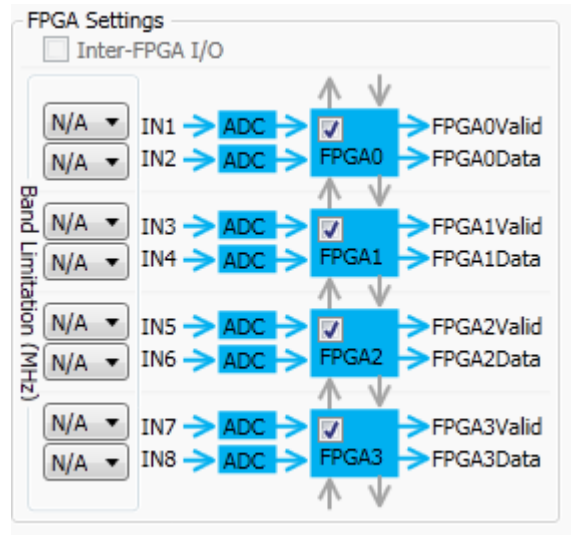 FPGA Settings
Inter-FPGA I/O
Band Limitation (MHz)
N/A IN1 ADC FPGA0Valid
N/A IN2 ADC FPGA0 FPGA0Data
N/A IN3 ADC FPGA1Valid
N/A IN4 ADC FPGA1 FPGA1Data
N/A IN5 ADC FPGA2Valid
N/A IN6 ADC FPGA2 FPGA2Data
N/A IN7 ADC FPGA3Valid
N/A IN8 ADC FPGA3 FPGA3Data